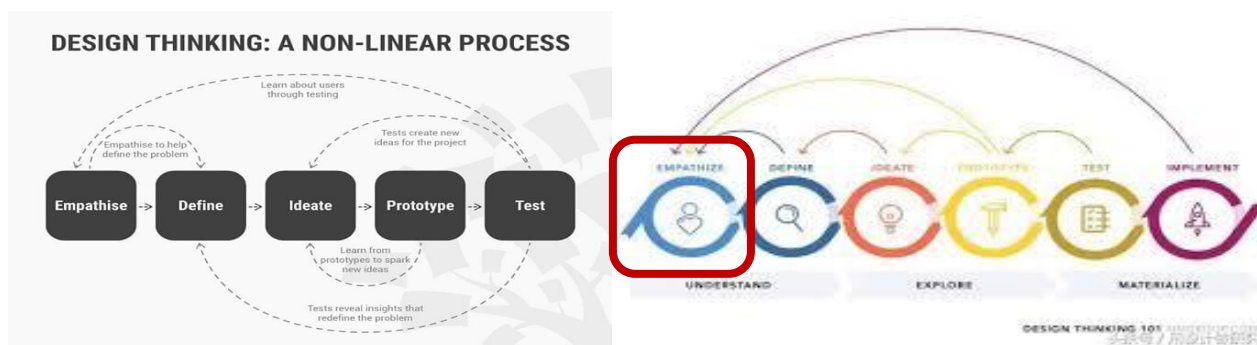 DESIGN THINKING: A NON-LINEAR PROCESS
Learn about users
through testing
Tests create new
ideas for the project
Empathise to help
define the problem
Empathise
Define
Ideate
Prototype
Test
Learn from
prototypes to spark
new ideas
Tests reveal insights that
redefine the problem
EMPATHIZE
DEFINE
IDEATE
PROTOTYPE
TEST
IMPLEMENT
UNDERSTAND
EXPLORE
MATERIALIZE
DESIGN THINKING 101